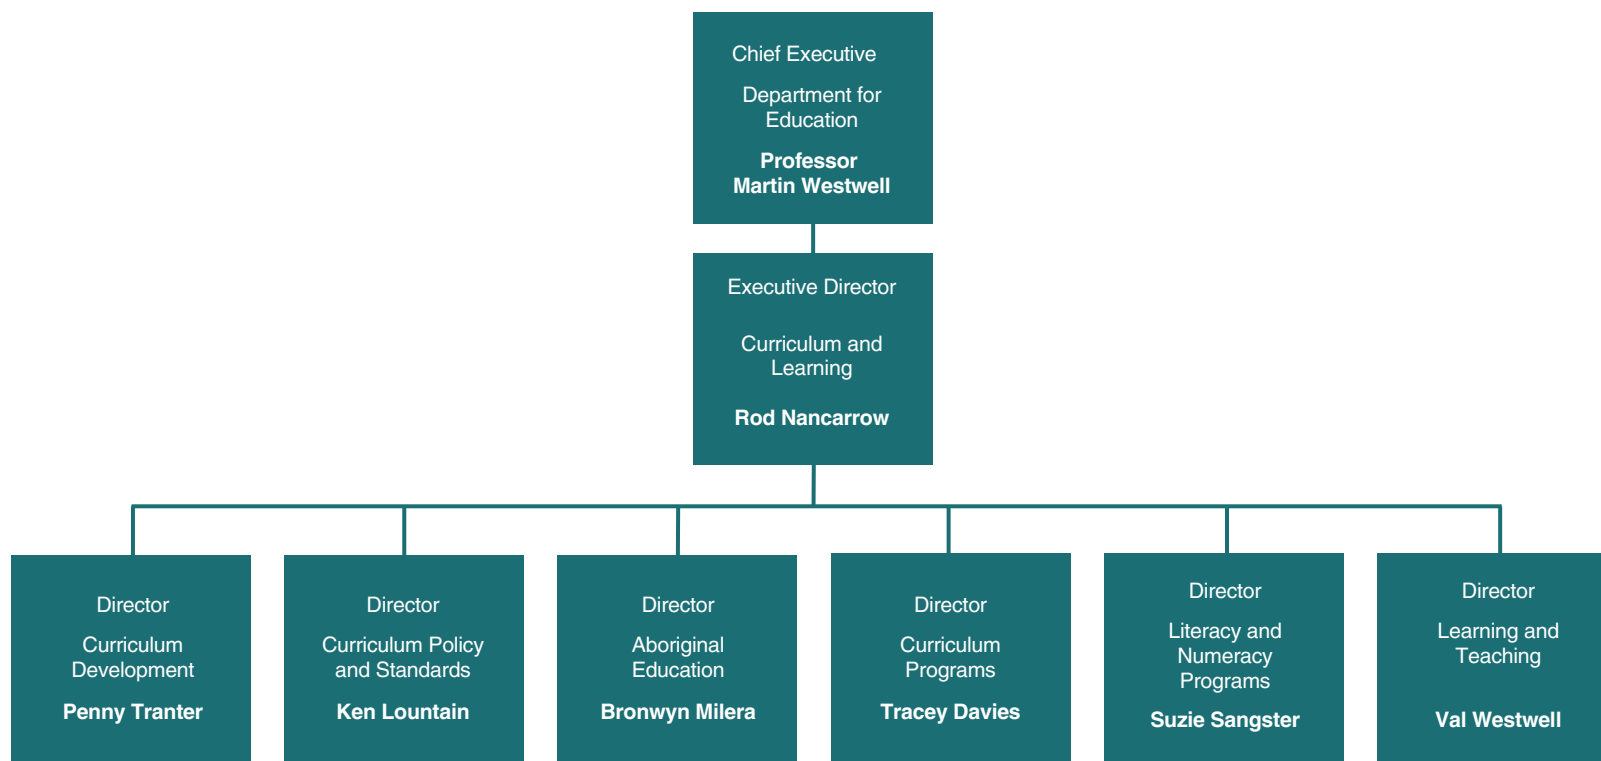 Chief Executive
Department for
Education
Professor
Martin Westwell
Executive Director
Curriculum and
Learning
Rod Nancarrow
Director
Curriculum
Development
Penny Tranter
Director
Curriculum Policy
and Standards
Ken Lountain
Director
Aboriginal
Education
Bronwyn Milera
Director
Curriculum
Programs
Tracey Davies
Director
Literacy and
Numeracy
Programs
Suzie Sangster
Director
Learning and
Teaching
Val Westwell